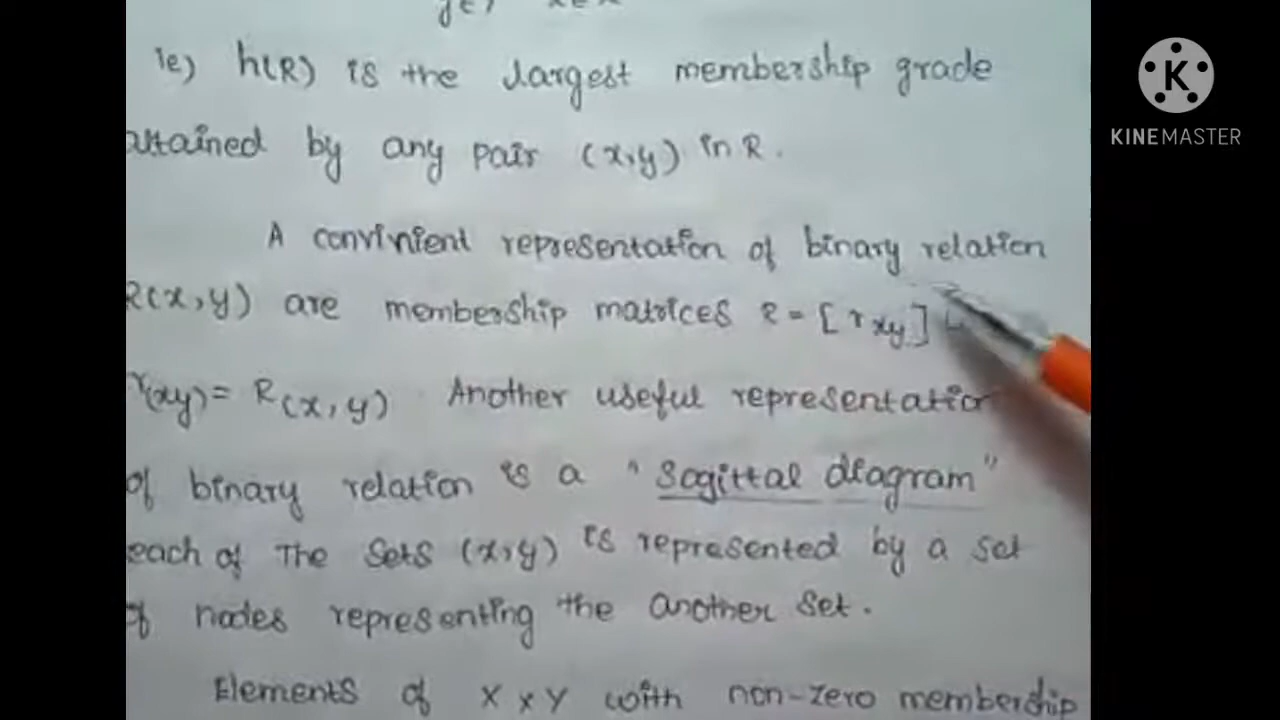 ie) h(R) is the largest membership grade
attained by any pair (x,y) in R.
A convinient representation of binary relation
R(x,y) are membership matrices R = [rxy]
r(xy) = R(x,y). Another useful representation
of binary relation is a "Sagittal diagram"
each of The sets (x,y) is represented by a set
of nodes representing the another set.
Elements of X x Y with non-zero membership
K
KINEMASTER